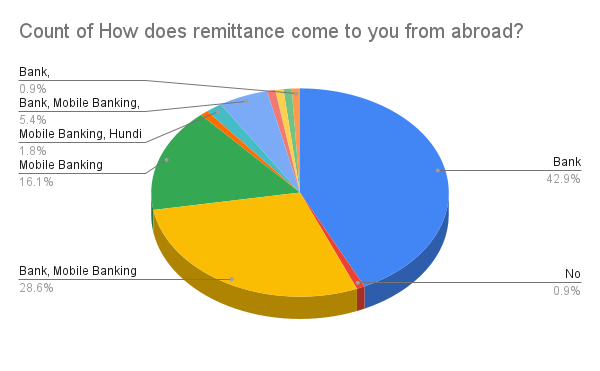 Count of How does remittance come to you from abroad?
Bank,
0.9%
Bank, Mobile Banking,
5.4%
Mobile Banking, Hundi
1.8%
Mobile Banking
16.1%
Bank, Mobile Banking
28.6%
Bank
42.9%
No
0.9%